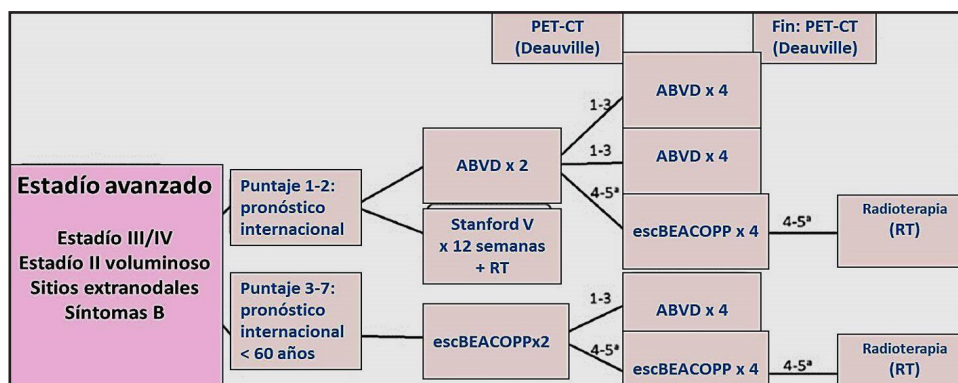 PET-CT
(Deauville)
Fin: PET-CT
(Deauville)
Estadío avanzado
Estadío III/IV
Estadío II voluminoso
Sitios extranodales
Síntomas B
Puntaje 1-2:
pronóstico
internacional
Puntaje 3-7:
pronóstico
internacional
< 60 años
ABVD x 2
Stanford V
x 12 semanas
+ RT
escBEACOPPx2
1-3
ABVD x 4
1-3
ABVD x 4
4-5ª
escBEACOPP x 4
4-5ª
Radioterapia
(RT)
1-3
ABVD x 4
4-5ª
escBEACOPP x 4
4-5ª
Radioterapia
(RT)